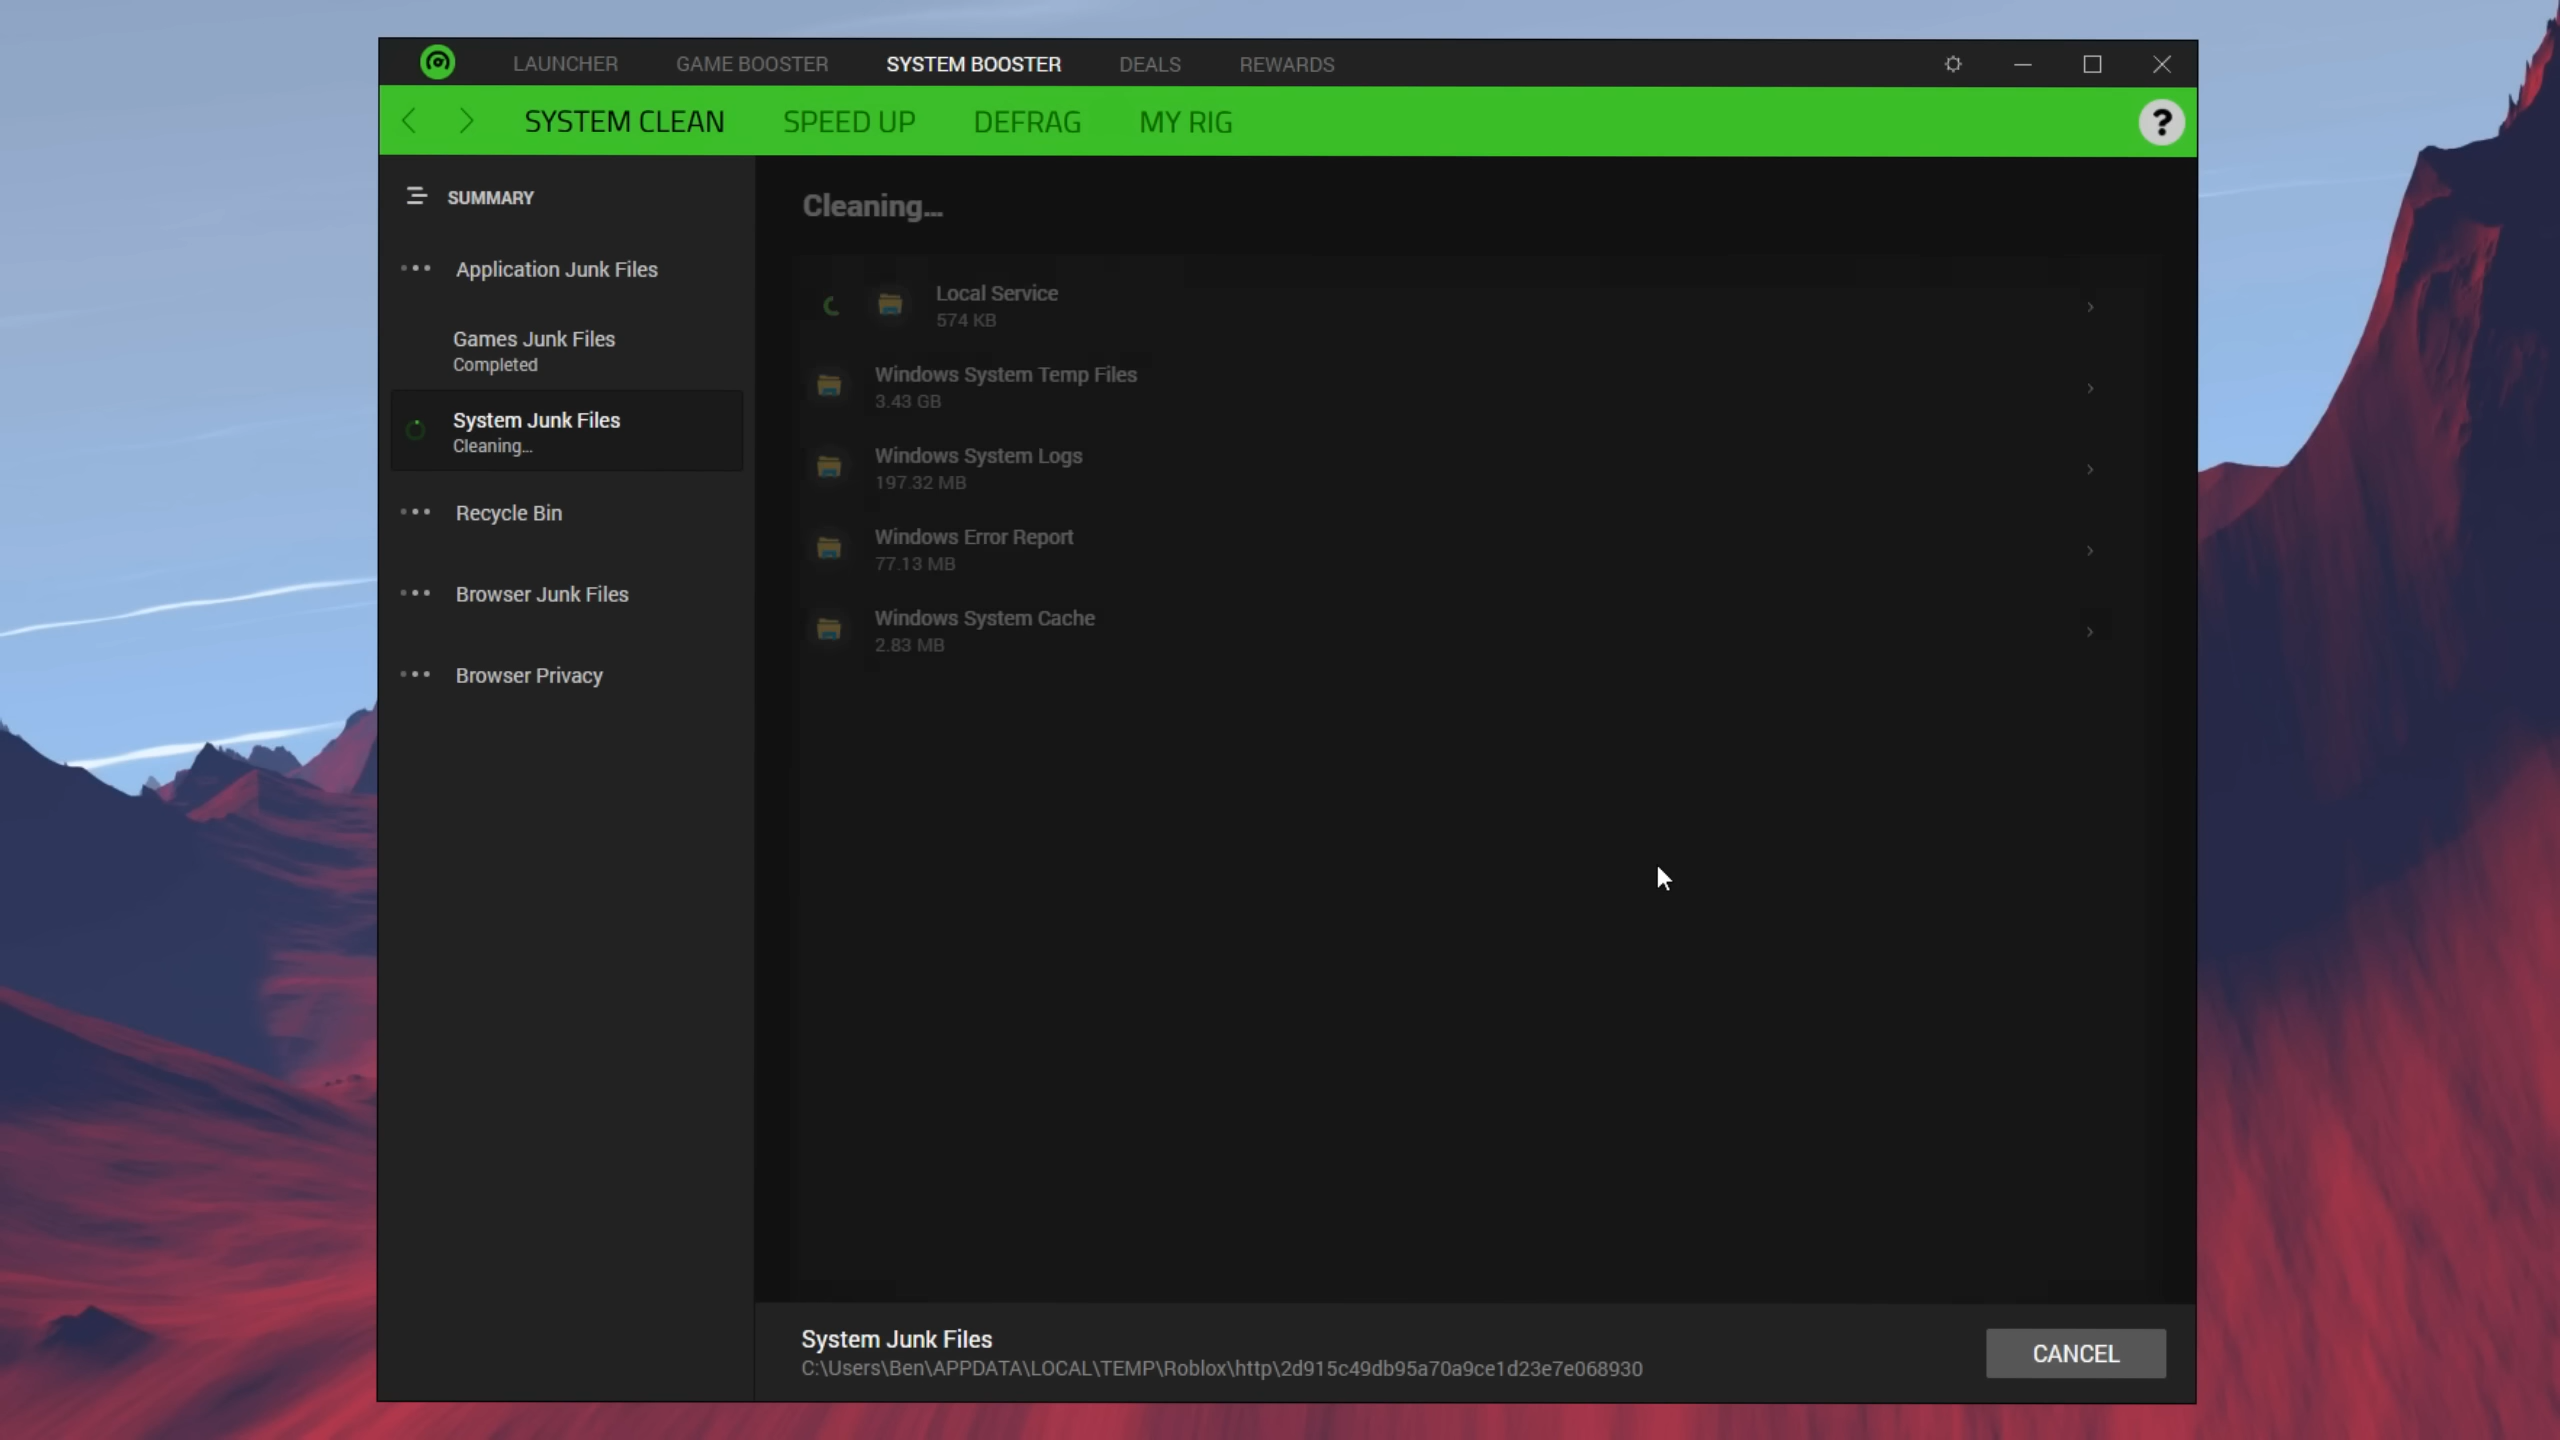 LAUNCHER GAME BOOSTER SYSTEM BOOSTER DEALS REWARDS
SYSTEM CLEAN SPEED UP DEFRAG MY RIG ?
SUMMARY
Application Junk Files
Games Junk Files
Completed
System Junk Files
Cleaning...
Recycle Bin
Browser Junk Files
Browser Privacy
Cleaning...
Local Service
574 KB
Windows System Temp Files
3.43 GB
Windows System Logs
197.32 MB
Windows Error Report
77.13 MB
Windows System Cache
2.83 MB
System Junk Files
C:\Users\Ben\APPDATA\LOCAL\TEMP\Roblox\http\2d915c49db95a70a9ce1d23e7e068930
CANCEL